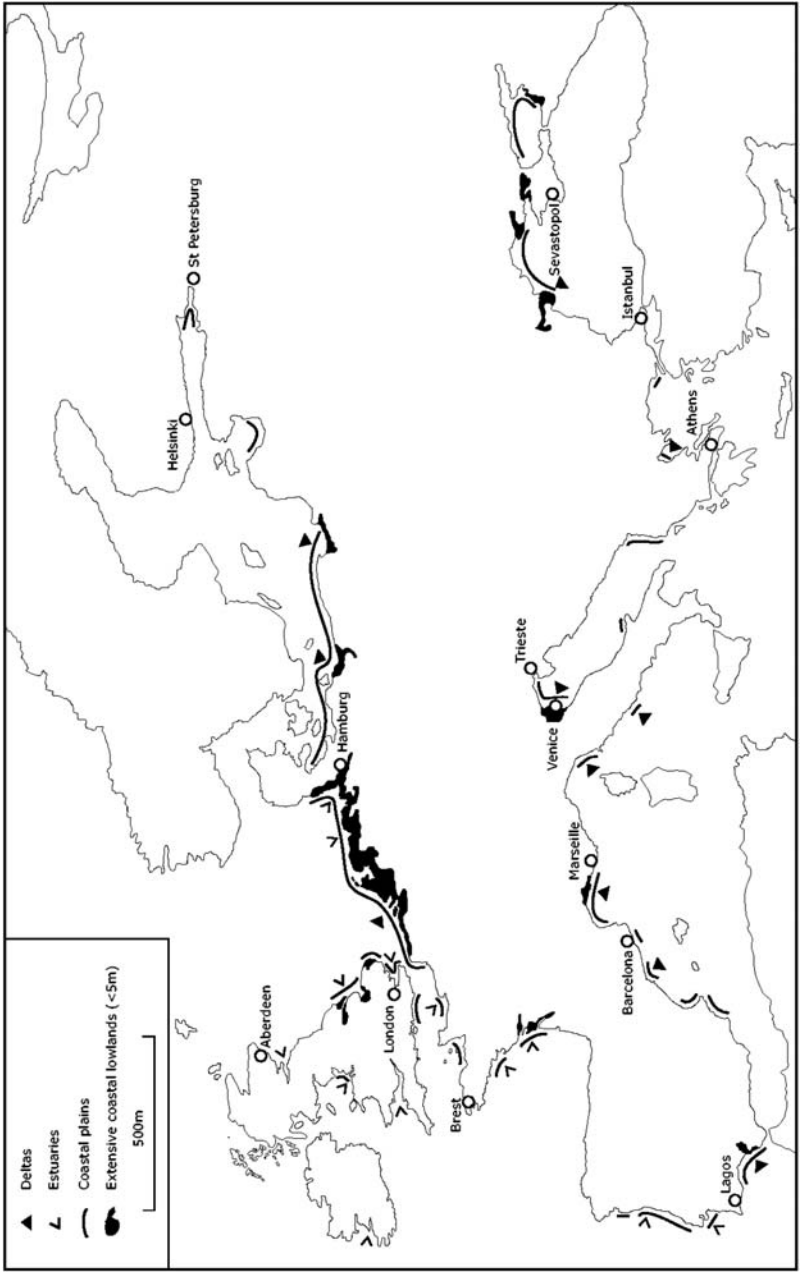 Deltas
Estuaries
Coastal plains
Extensive coastal lowlands (<5m)
500m
Aberdeen
London
Brest
Lagos
Barcelona
Marseille
Hamburg
Venice
Trieste
Helsinki
St Petersburg
Athens
Istanbul
Sevastopol